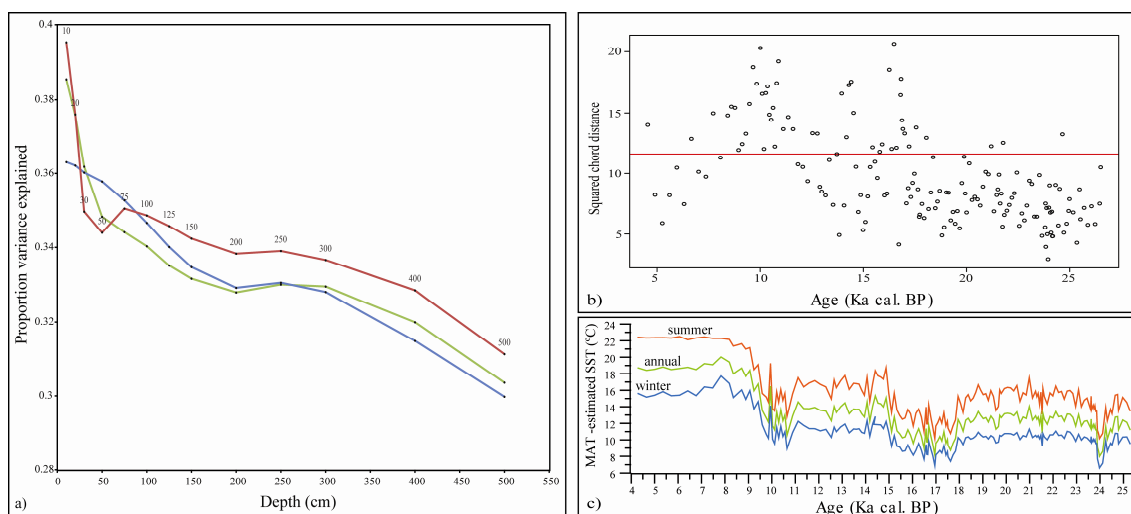 0.4
0.38
0.36
0.34
0.32
0.3
0.28
Proportion variance explained
10
20
30
50
100
125
150
200
250
300
400
500
0 50 100 150 200 250 300 350 400 450 500 550
Depth (cm)
a)
20
15
10
5
Squared chord distance
5 10 15 20 25
Age (Ka cal. BP)
b)
24
22
20
18
16
14
12
10
8
6
MAT -estimated SST (°C)
summer
annual
winter
4 5 6 7 8 9 10 11 12 13 14 15 16 17 18 19 20 21 22 23 24 25
Age (Ka cal. BP)
c)